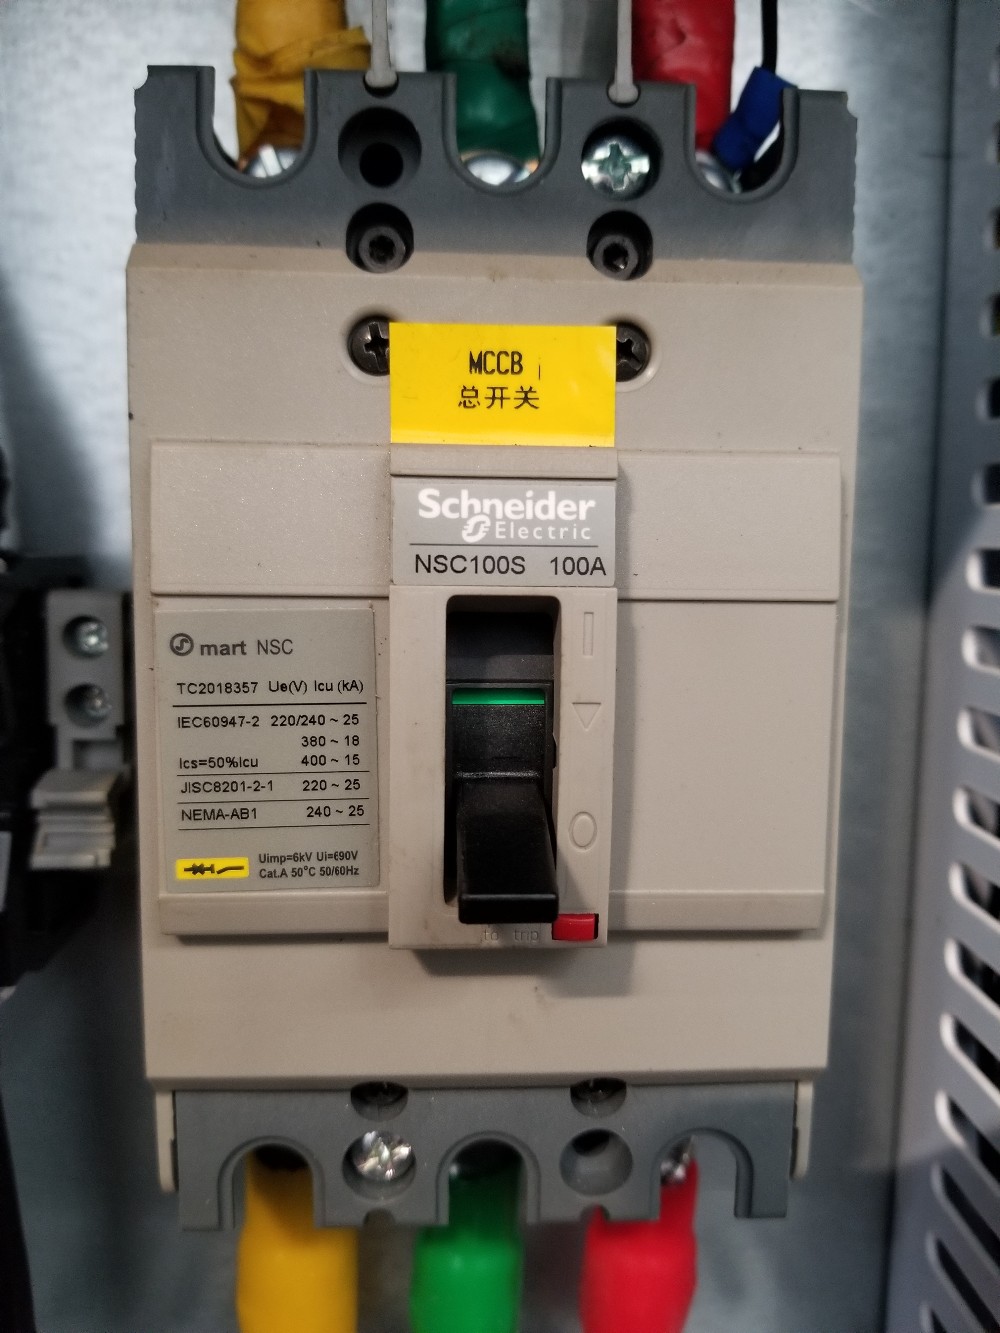 MCCB
总开关
Schneider
Electric
NSC100S 100A
mart NSC
TC2018357 Ue(V) Icu (kA)
IEC60947-2 220/240 ~ 25
380 ~ 18
Ics=50%Icu 400 ~ 15
JISC8201-2-1 220 ~ 25
NEMA-AB1 240 ~ 25
Uimp=6kV Ui=690V
Cat.A 50°C 50/60Hz
trip